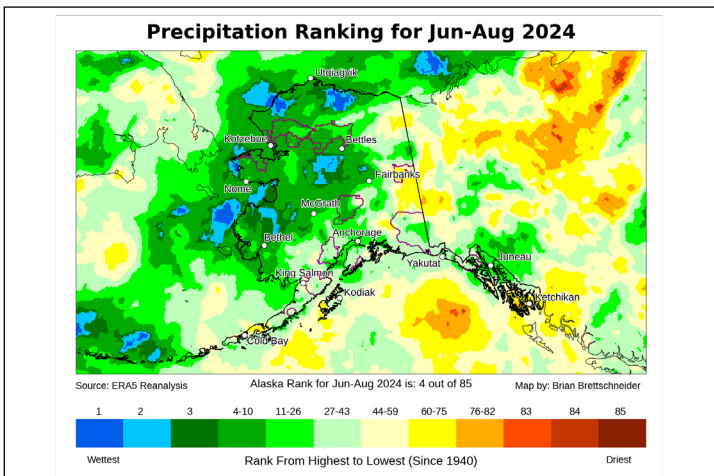 Precipitation Ranking for Jun-Aug 2024
Utqiagvik
Kotzebue
Bettles
Fairbanks
Nome
McGrath
Anchorage
Bethel
Yakutat
Juneau
King Salmon
Kodiak
Ketchikan
Cold Bay
Source: ERA5 Reanalysis
Alaska Rank for Jun-Aug 2024 is: 4 out of 85
Map by: Brian Brettschneider
1 2 3 4-10 11-26 27-43 44-59 60-75 76-82 83 84 85
Wettest
Rank From Highest to Lowest (Since 1940)
Driest